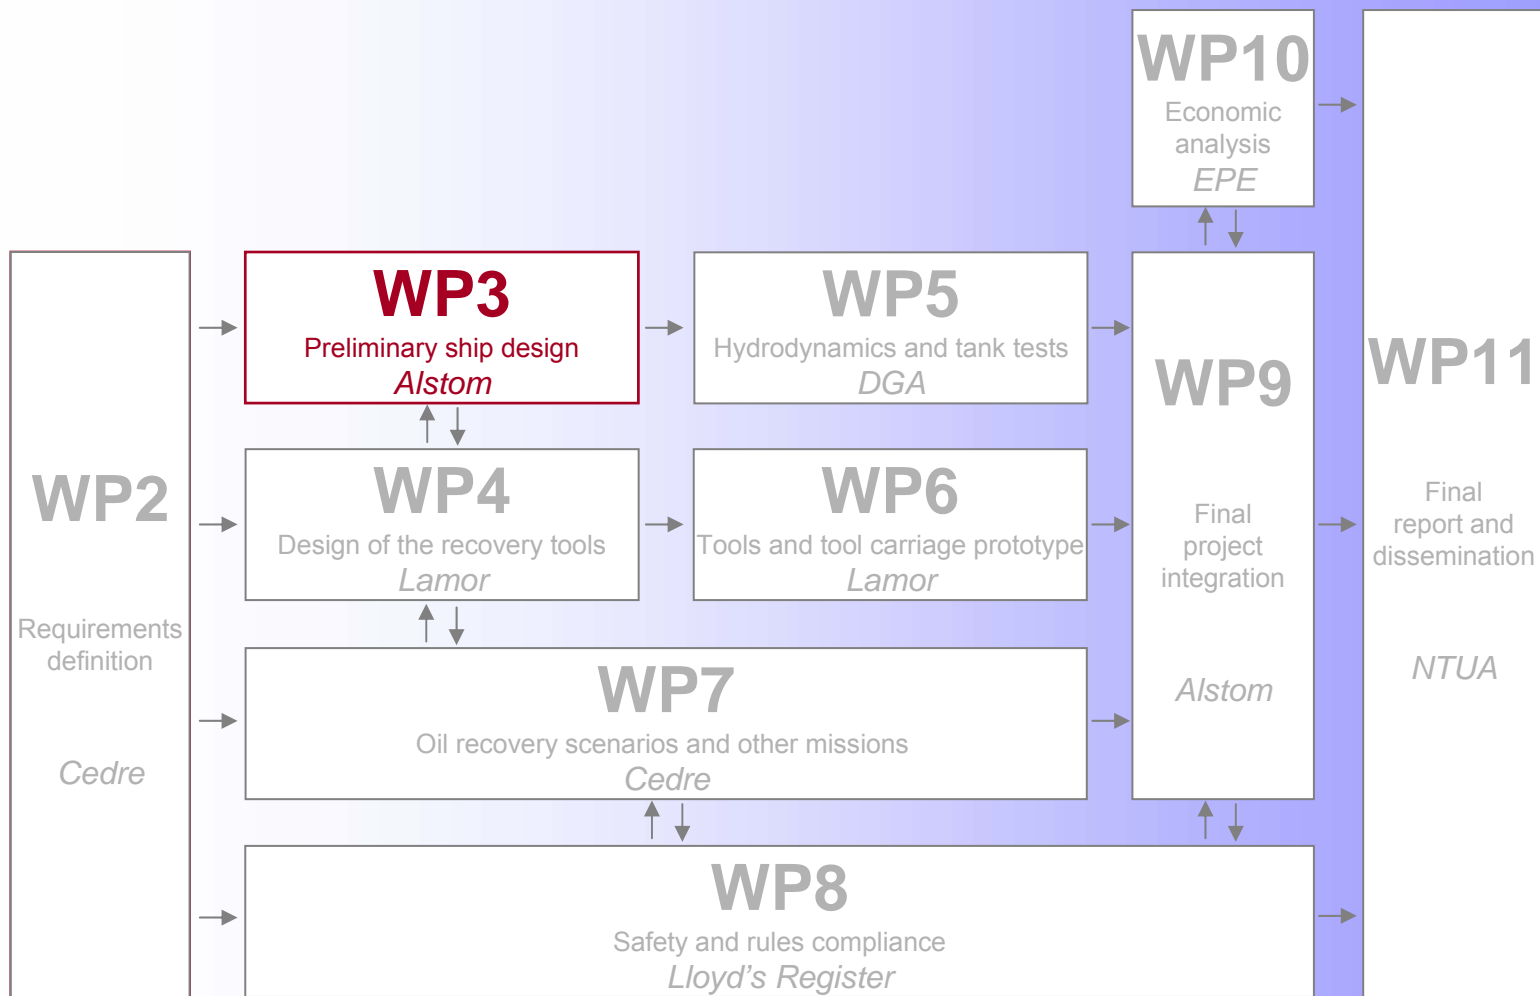 WP10
Economic
analysis
EPE
WP3
Preliminary ship design
Alstom
WP5
Hydrodynamics and tank tests
DGA
WP9
Final
project
integration
Alstom
WP11
Final
report and
dissemination
NTUA
WP2
Requirements
definition
Cedre
WP4
Design of the recovery tools
Lamor
WP6
Tools and tool carriage prototype
Lamor
WP7
Oil recovery scenarios and other missions
Cedre
WP8
Safety and rules compliance
Lloyd's Register